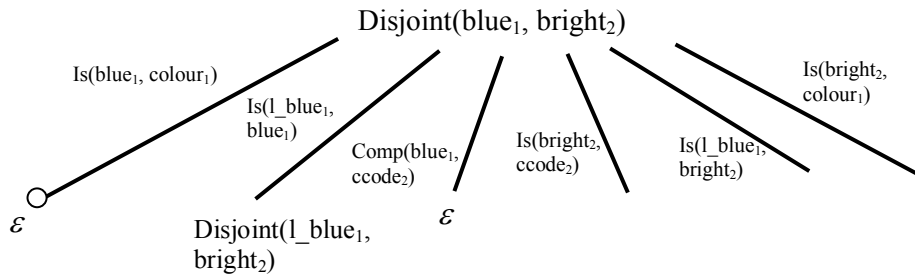 Disjoint(blue₁, bright₂)
Is(blue₁, colour₁)
Is(l_blue₁,
blue₁)
Comp(blue₁,
ccode₂)
Is(bright₂,
ccode₂)
Is(l_blue₁,
bright₂)
Is(bright₂,
colour₁)
ε
Disjoint(l_blue₁,
bright₂)
ε